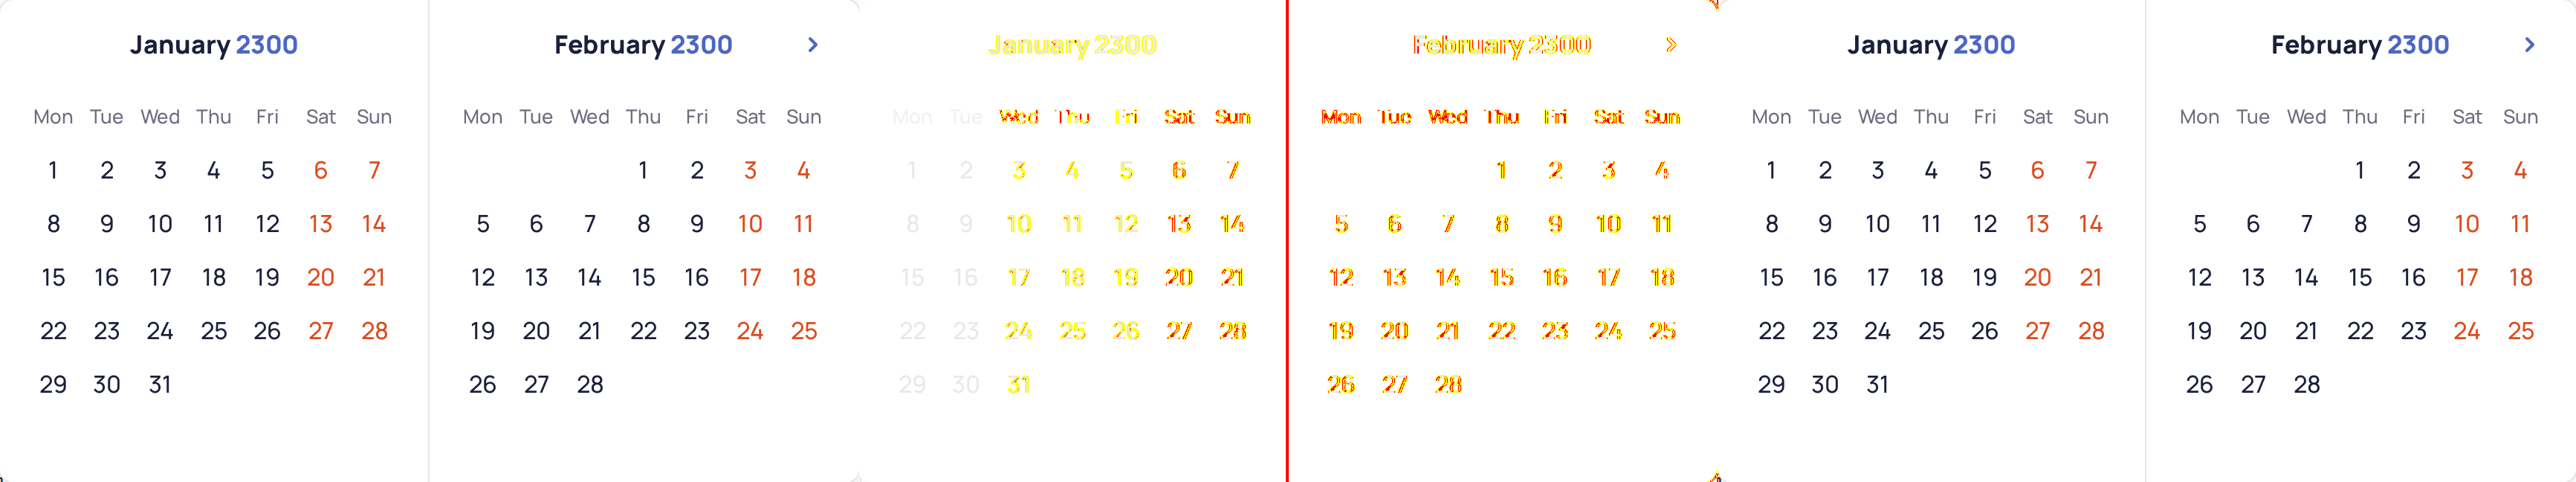 January 2300 February 2300 January 2300 February 2300 January 2300 February 2300
Mon Tue Wed Thu Fri Sat Sun Mon Tue Wed Thu Fri Sat Sun Mon Tue Wed Thu Fri Sat Sun Mon Tue Wed Thu Fri Sat Sun Mon Tue Wed Thu Fri Sat Sun Mon Tue Wed Thu Fri Sat Sun
1 2 3 4 5 6 7 1 2 3 4 1 2 3 4 5 6 7 1 2 3 4 1 2 3 4 5 6 7 1 2 3 4
8 9 10 11 12 13 14 5 6 7 8 9 10 11 8 9 10 11 12 13 14 5 6 7 8 9 10 11 8 9 10 11 12 13 14 5 6 7 8 9 10 11
15 16 17 18 19 20 21 12 13 14 15 16 17 18 15 16 17 18 19 20 21 12 13 14 15 16 17 18 15 16 17 18 19 20 21 12 13 14 15 16 17 18
22 23 24 25 26 27 28 19 20 21 22 23 24 25 22 23 24 25 26 27 28 19 20 21 22 23 24 25 22 23 24 25 26 27 28 19 20 21 22 23 24 25
29 30 31 26 27 28 29 30 31 26 27 28 29 30 31 26 27 28